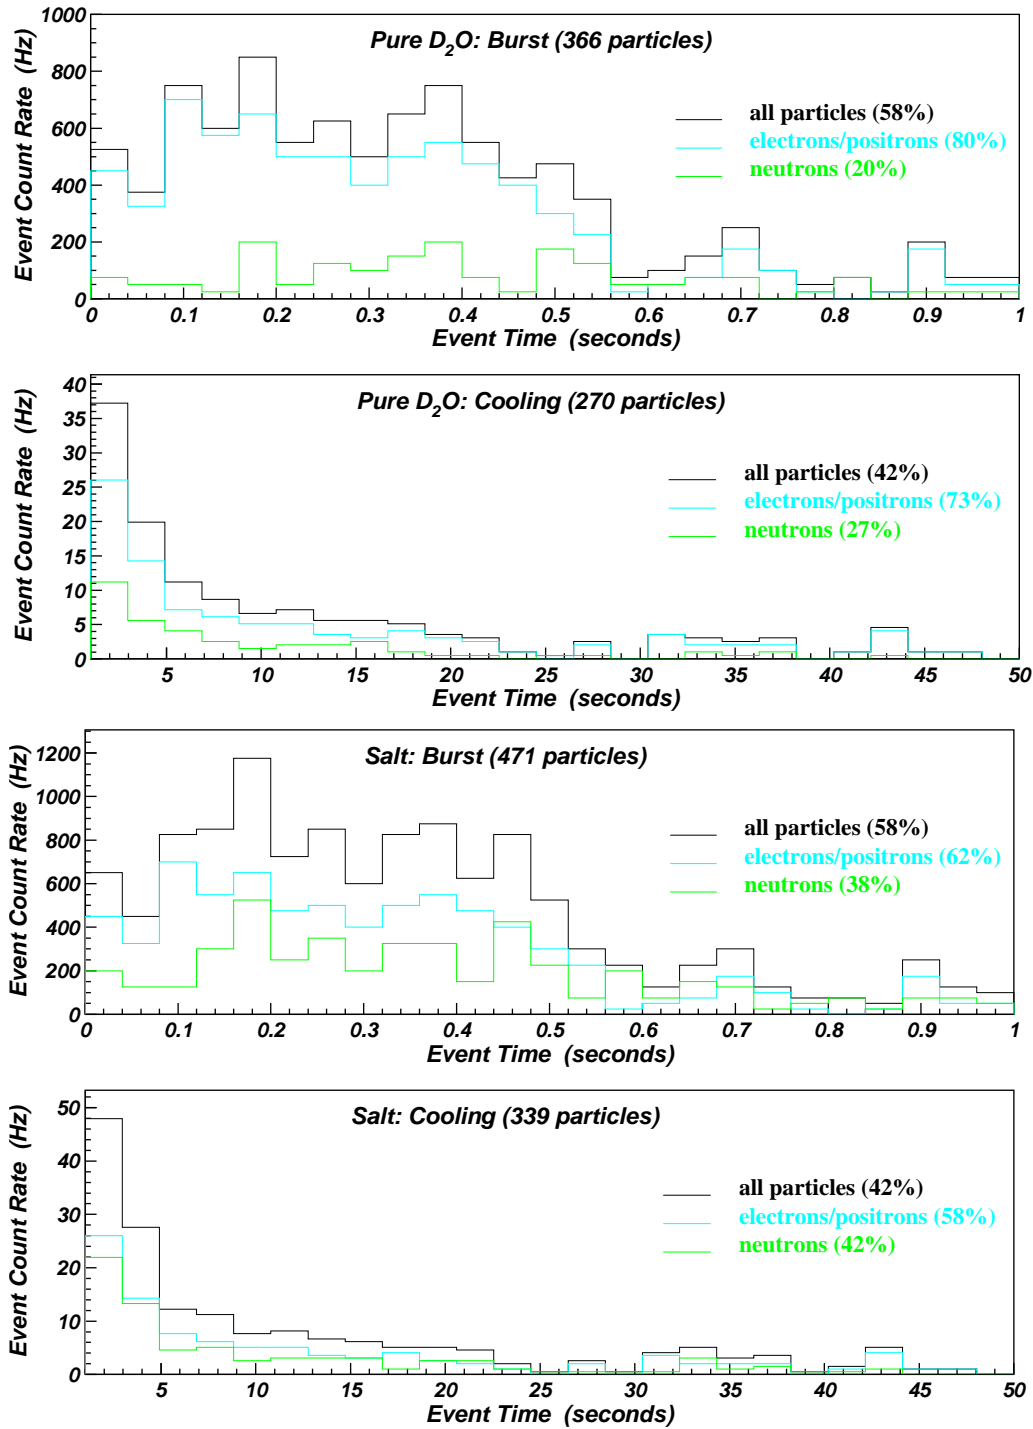 Pure D2O: Burst (366 particles)
Event Count Rate (Hz)
1000
800
600
400
200
0
all particles (58%)
electrons/positrons (80%)
neutrons (20%)
0 0.1 0.2 0.3 0.4 0.5 0.6 0.7 0.8 0.9 1
Event Time (seconds)
Pure D2O: Cooling (270 particles)
Event Count Rate (Hz)
40
35
30
25
20
15
10
5
0
all particles (42%)
electrons/positrons (73%)
neutrons (27%)
5 10 15 20 25 30 35 40 45 50
Event Time (seconds)
Salt: Burst (471 particles)
Event Count Rate (Hz)
1200
1000
800
600
400
200
0
all particles (58%)
electrons/positrons (62%)
neutrons (38%)
0 0.1 0.2 0.3 0.4 0.5 0.6 0.7 0.8 0.9 1
Event Time (seconds)
Salt: Cooling (339 particles)
Event Count Rate (Hz)
50
40
30
20
10
0
all particles (42%)
electrons/positrons (58%)
neutrons (42%)
5 10 15 20 25 30 35 40 45 50
Event Time (seconds)